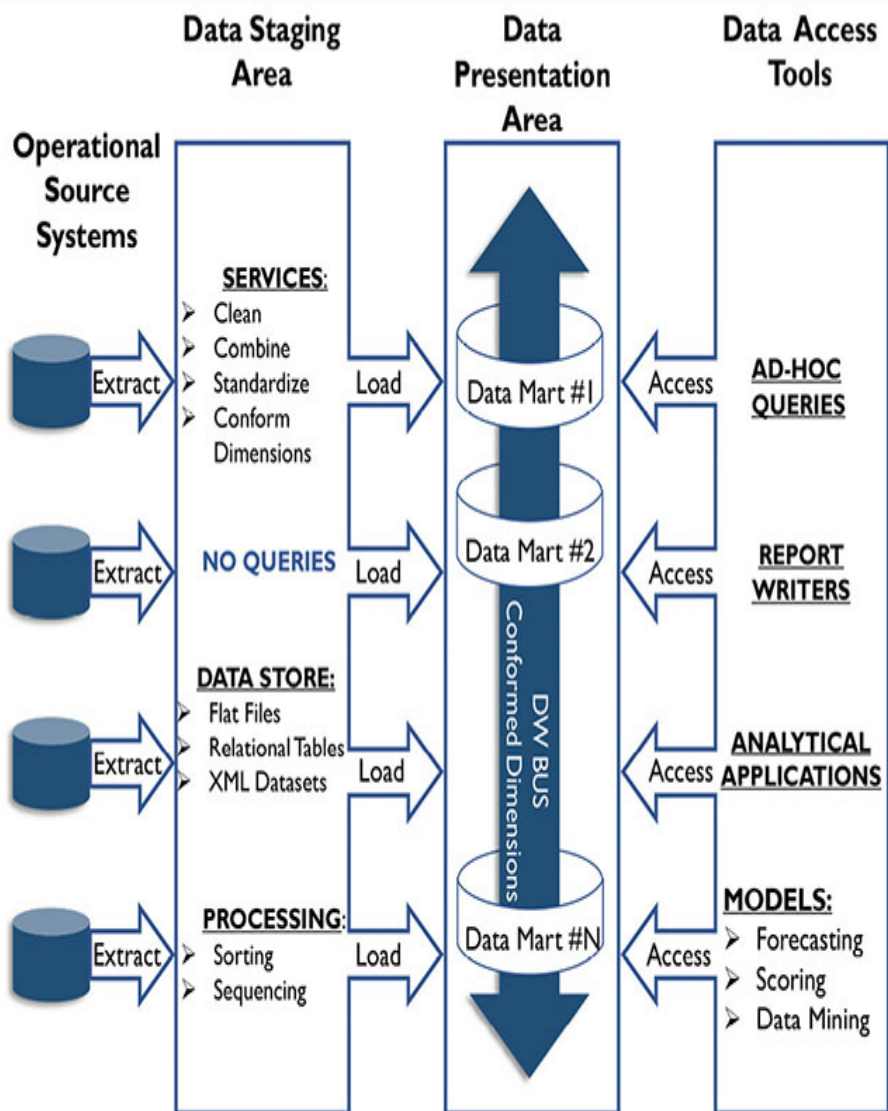 Data Staging
Area
Data
Presentation
Area
Data Access
Tools
Operational
Source
Systems
SERVICES:
➢ Clean
➢ Combine
➢ Standardize
➢ Conform
Dimensions
Extract
Load
Data Mart #1
Access
AD-HOC
QUERIES
Extract
NO QUERIES
Load
Data Mart #2
Access
REPORT
WRITERS
DW BUS
Conformed Dimensions
DATA STORE:
➢ Flat Files
➢ Relational Tables
➢ XML Datasets
Extract
Load
Access
ANALYTICAL
APPLICATIONS
PROCESSING:
➢ Sorting
➢ Sequencing
Extract
Load
Data Mart #N
Access
MODELS:
➢ Forecasting
➢ Scoring
➢ Data Mining